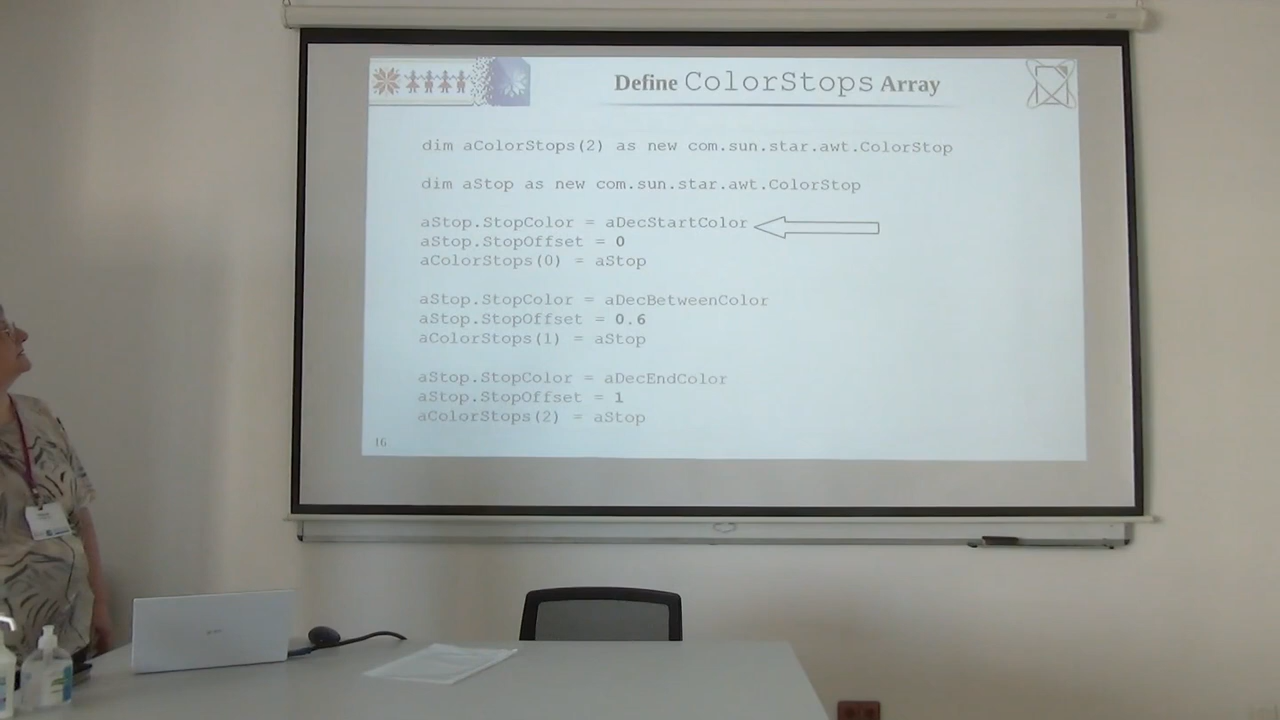 Define ColorStops Array
dim aColorStops(2) as new com.sun.star.awt.ColorStop
dim aStop as new com.sun.star.awt.ColorStop
aStop.StopColor = aDecStartColor
aStop.StopOffset = 0
aColorStops(0) = aStop
aStop.StopColor = aDecBetweenColor
aStop.StopOffset = 0.6
aColorStops(1) = aStop
aStop.StopColor = aDecEndColor
aStop.StopOffset = 1
aColorStops(2) = aStop
16